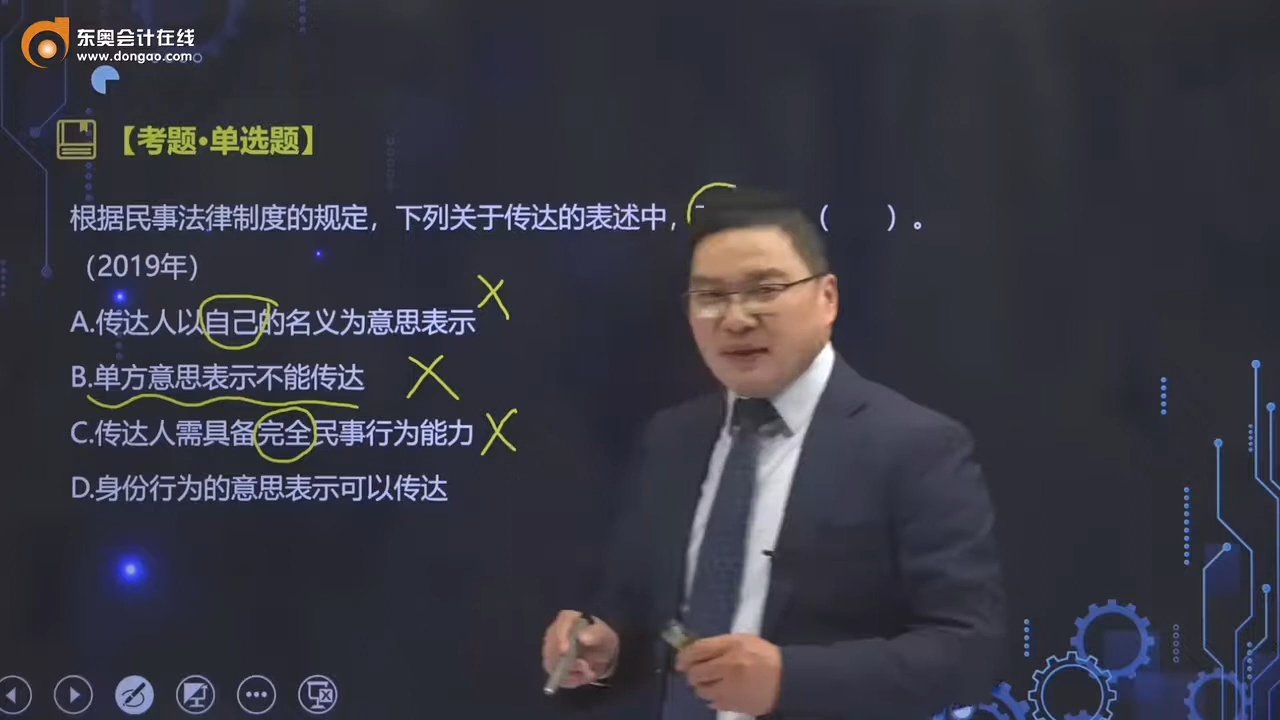 东奥会计在线
www.dongao.com
【考题•单选题】
根据民事法律制度的规定，下列关于传达的表述中，（ ）。
（2019年）
A.传达人以自己的名义为意思表示
B.单方意思表示不能传达
C.传达人需具备完全民事行为能力
D.身份行为的意思表示可以传达